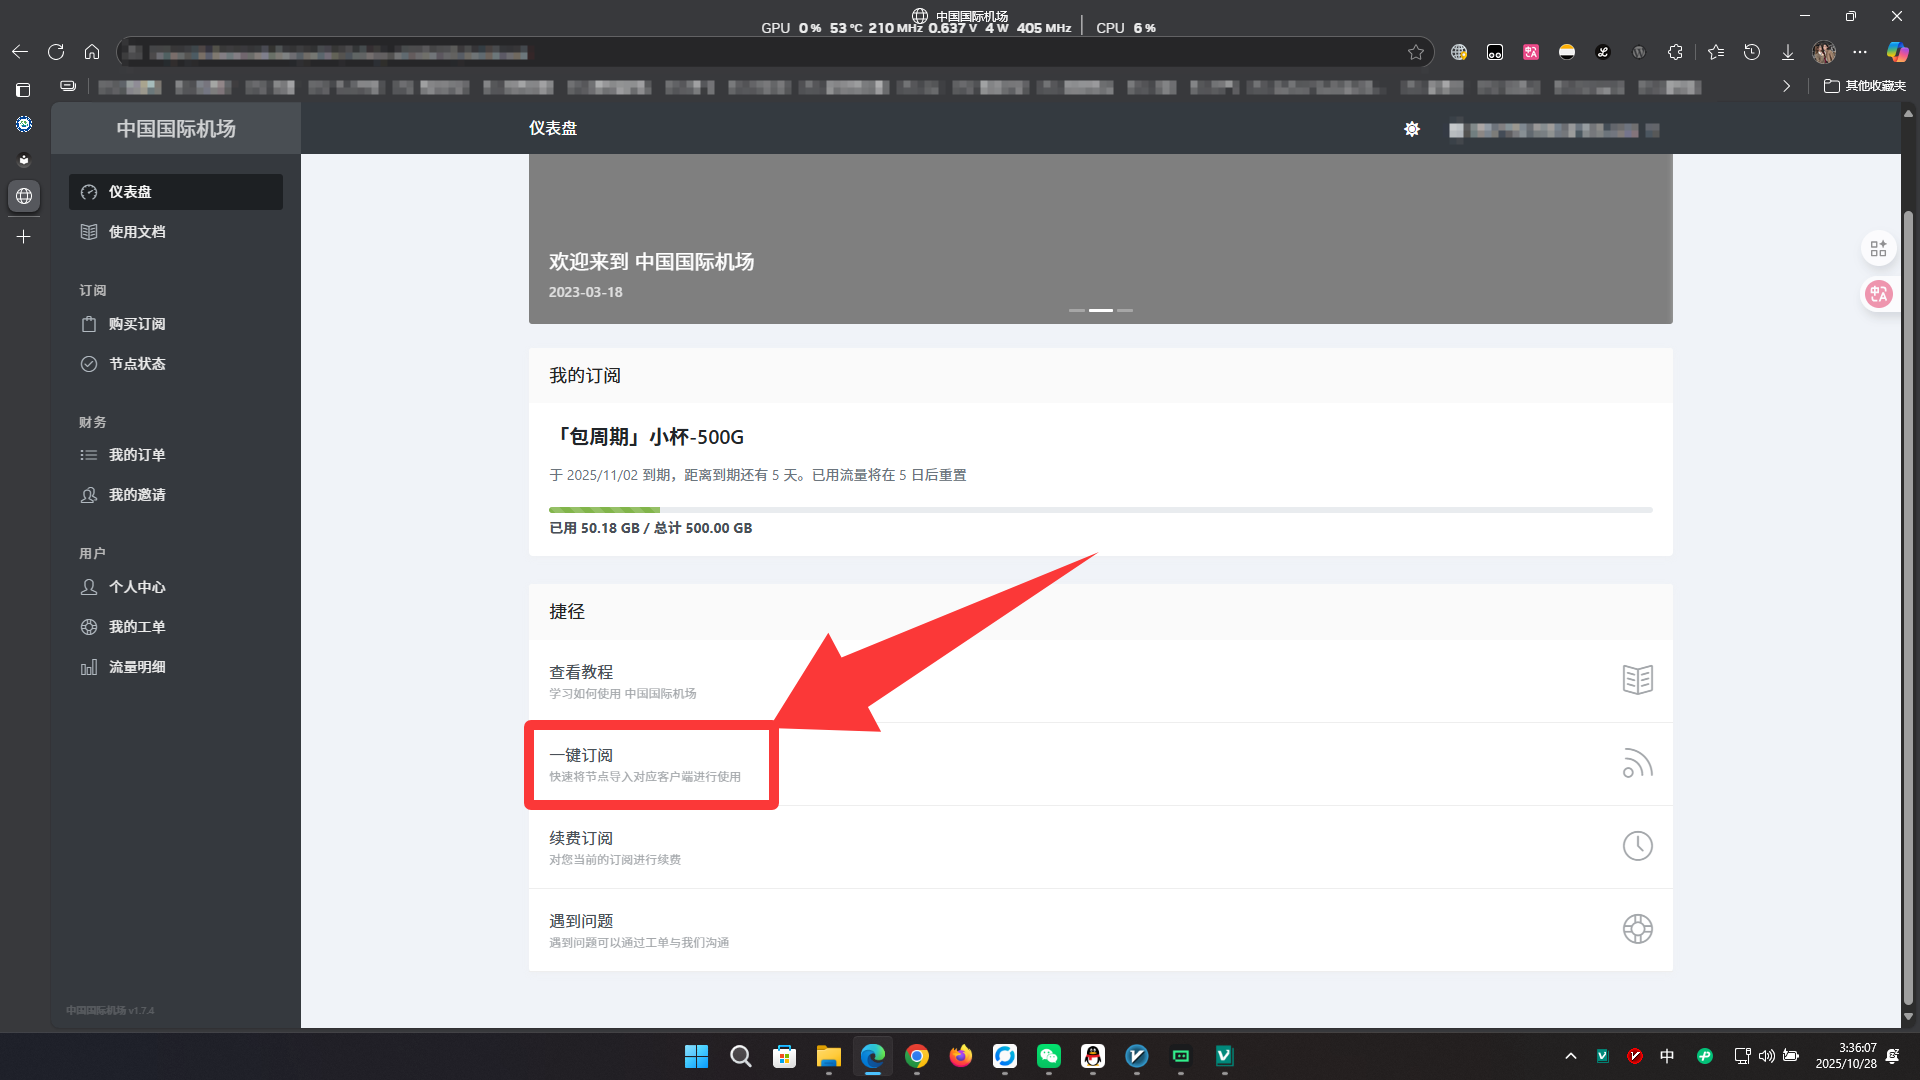 中国国际机场
GPU 0 % 53 °C 210 MHz 0.637 V 4 W 405 MHz CPU 6 %
其他收藏夹
中国国际机场
仪表盘
仪表盘
使用文档
订阅
购买订阅
节点状态
财务
我的订单
我的邀请
用户
个人中心
我的工单
流量明细
中国国际机场 v1.7.4
欢迎来到 中国国际机场
2023-03-18
我的订阅
「包周期」小杯-500G
于 2025/11/02 到期，距离到期还有 5 天。已用流量将在 5 日后重置
已用 50.18 GB / 总计 500.00 GB
捷径
查看教程
学习如何使用 中国国际机场
一键订阅
快速将节点导入对应客户端进行使用
续费订阅
对您当前的订阅进行续费
遇到问题
遇到问题可以通过工单与我们沟通
中
3:36:07
2025/10/28